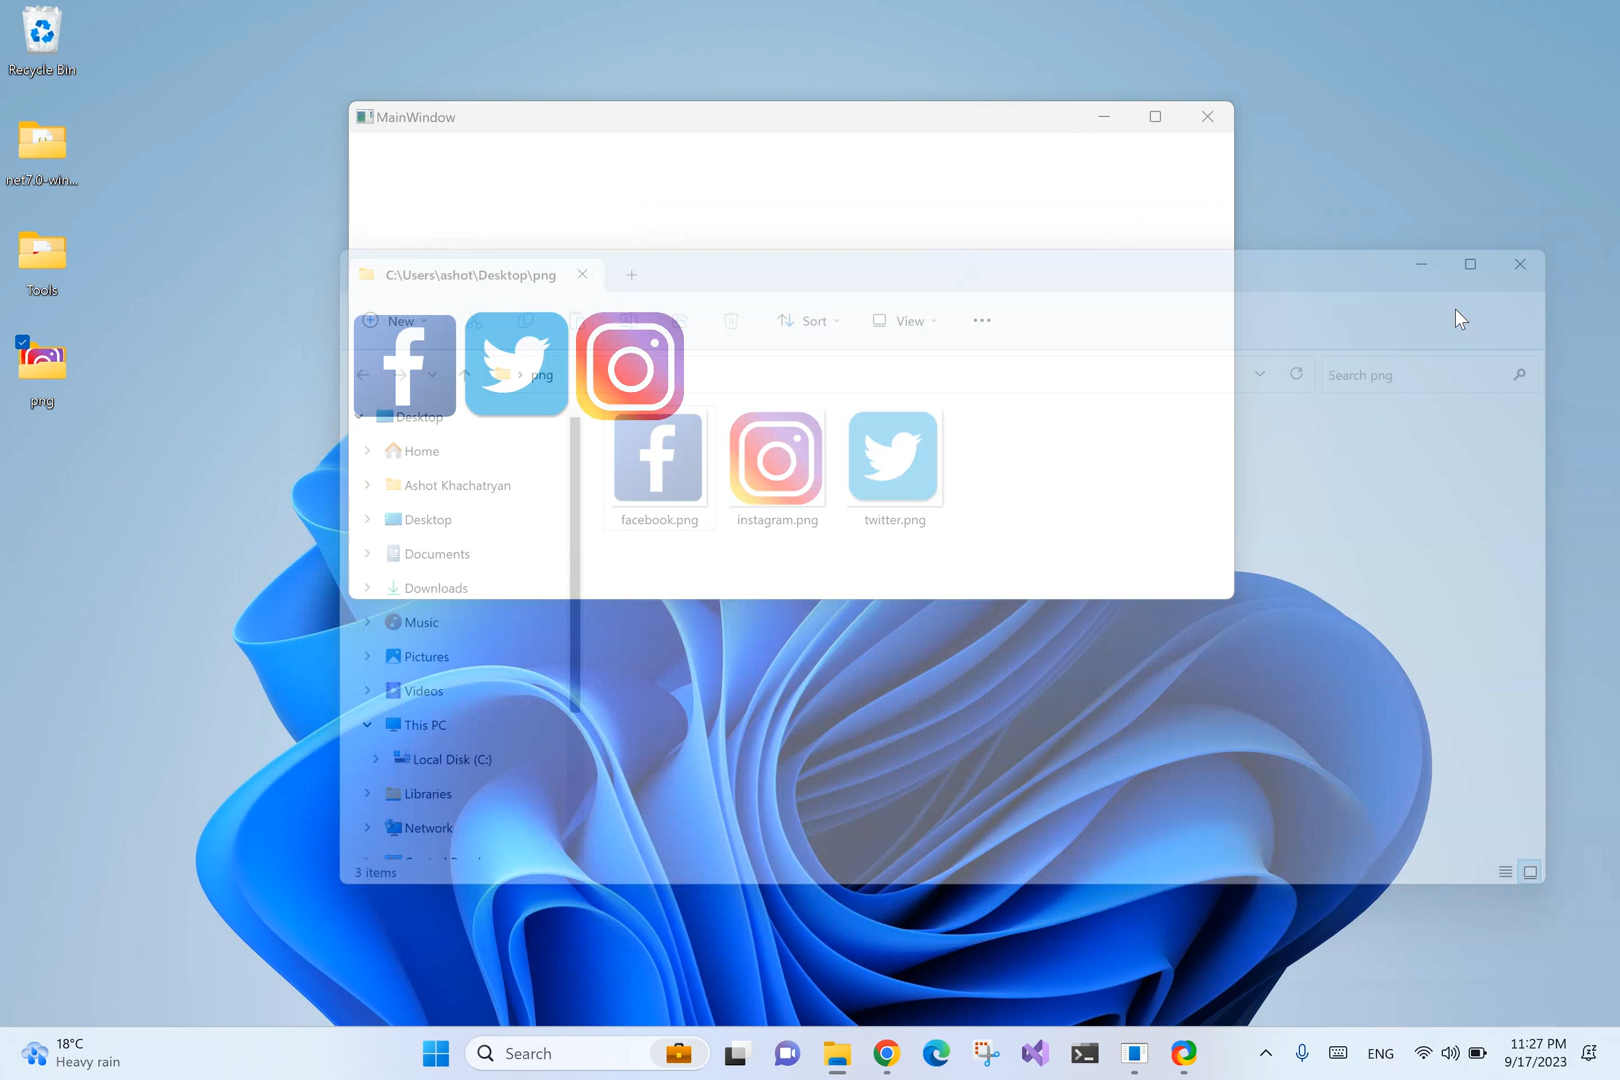 Recycle Bin
net7.0-win...
Tools
png
MainWindow
C:\Users\ashot\Desktop\png
New
Sort
View
png
Search png
Desktop
Home
Ashot Khachatryan
Desktop
Documents
Downloads
Music
Pictures
Videos
This PC
Local Disk (C:)
Libraries
Network
facebook.png
instagram.png
twitter.png
3 items
18°C
Heavy rain
Search
ENG
11:27 PM
9/17/2023